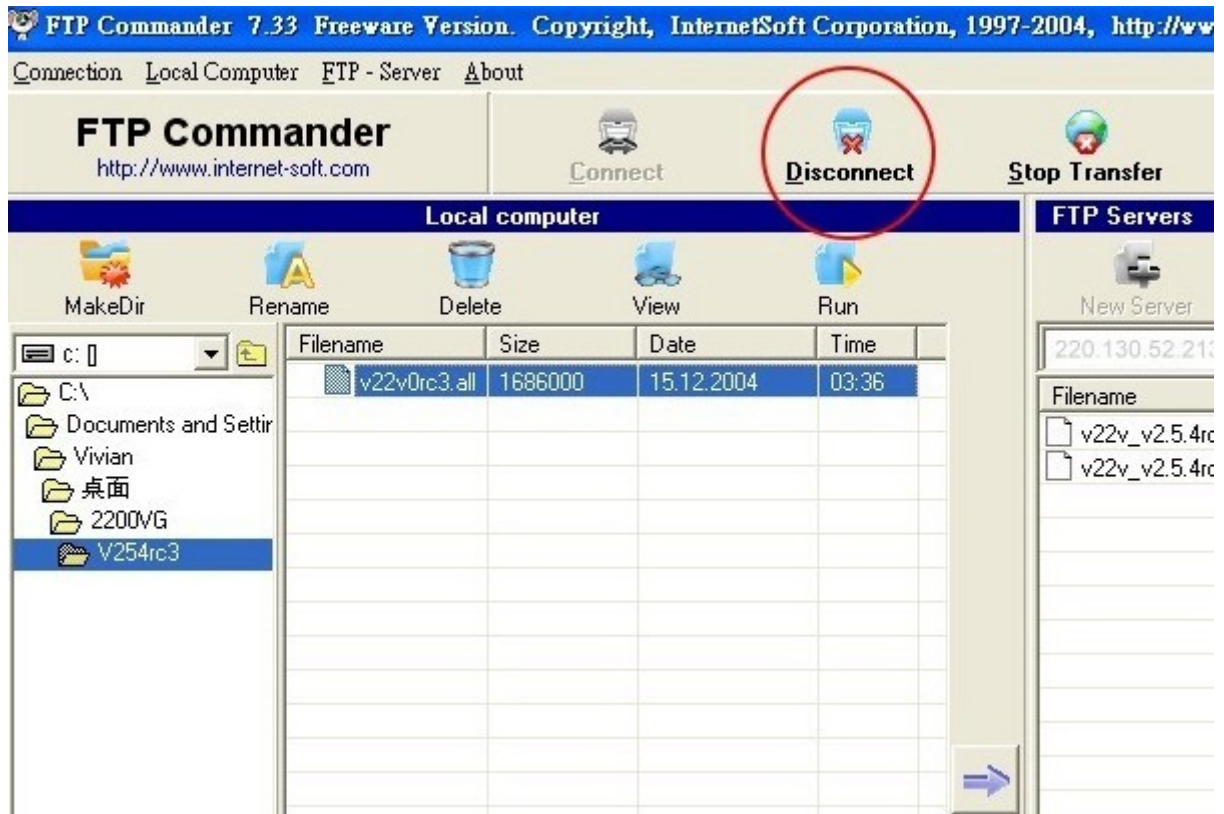 FTP Commander 7.33 Freeware Version. Copyright, InternetSoft Corporation, 1997-2004, http://ww
Connection Local Computer FTP - Server About
FTP Commander
http://www.internet-soft.com
Connect
Disconnect
Stop Transfer
Local computer
FTP Servers
MakeDir
Rename
Delete
View
Run
New Server
c: []
Filename Size Date Time
v22v0rc3.all 1686000 15.12.2004 03:36
C:\
Documents and Settir
Vivian
桌面
2200VG
V254rc3
220.130.52.213
Filename
v22v_v2.5.4rc
v22v_v2.5.4rc